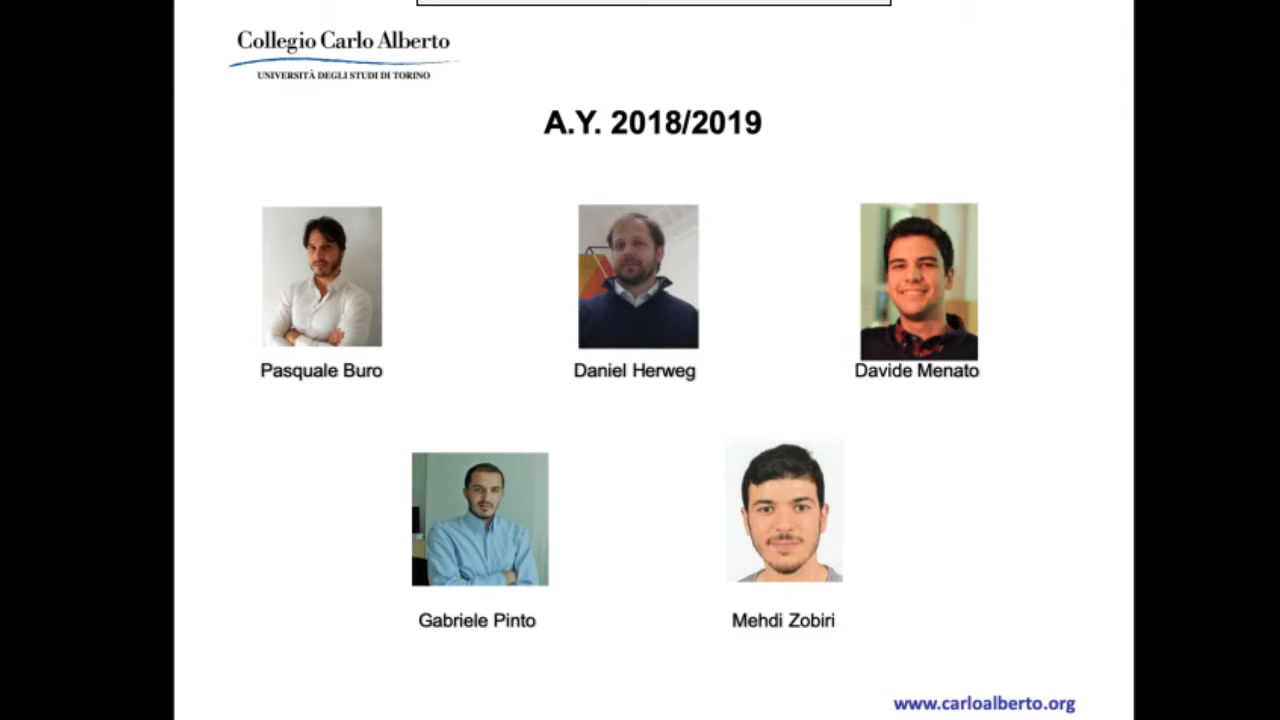 Collegio Carlo Alberto
UNIVERSITÀ DEGLI STUDI DI TORINO
A.Y. 2018/2019
Pasquale Buro
Daniel Herweg
Davide Menato
Gabriele Pinto
Mehdi Zobiri
www.carloalberto.org